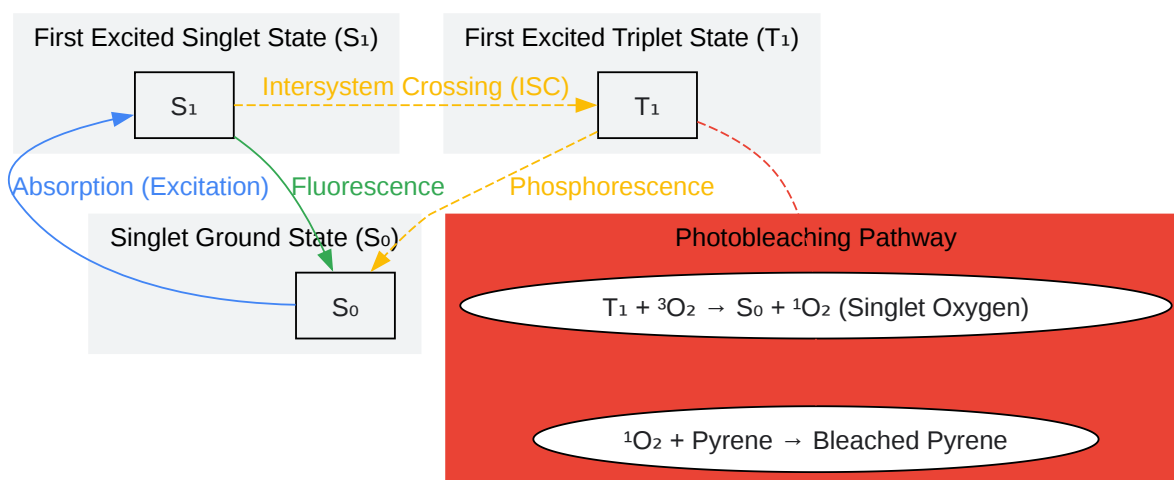 First Excited Singlet State (S₁)
First Excited Triplet State (T₁)
S₁
Intersystem Crossing (ISC)
T₁
Absorption (Excitation)
Fluorescence
Phosphorescence
Singlet Ground State (S₀)
Photobleaching Pathway
S₀
T₁ + ³O₂ → S₀ + ¹O₂ (Singlet Oxygen)
¹O₂ + Pyrene → Bleached Pyrene